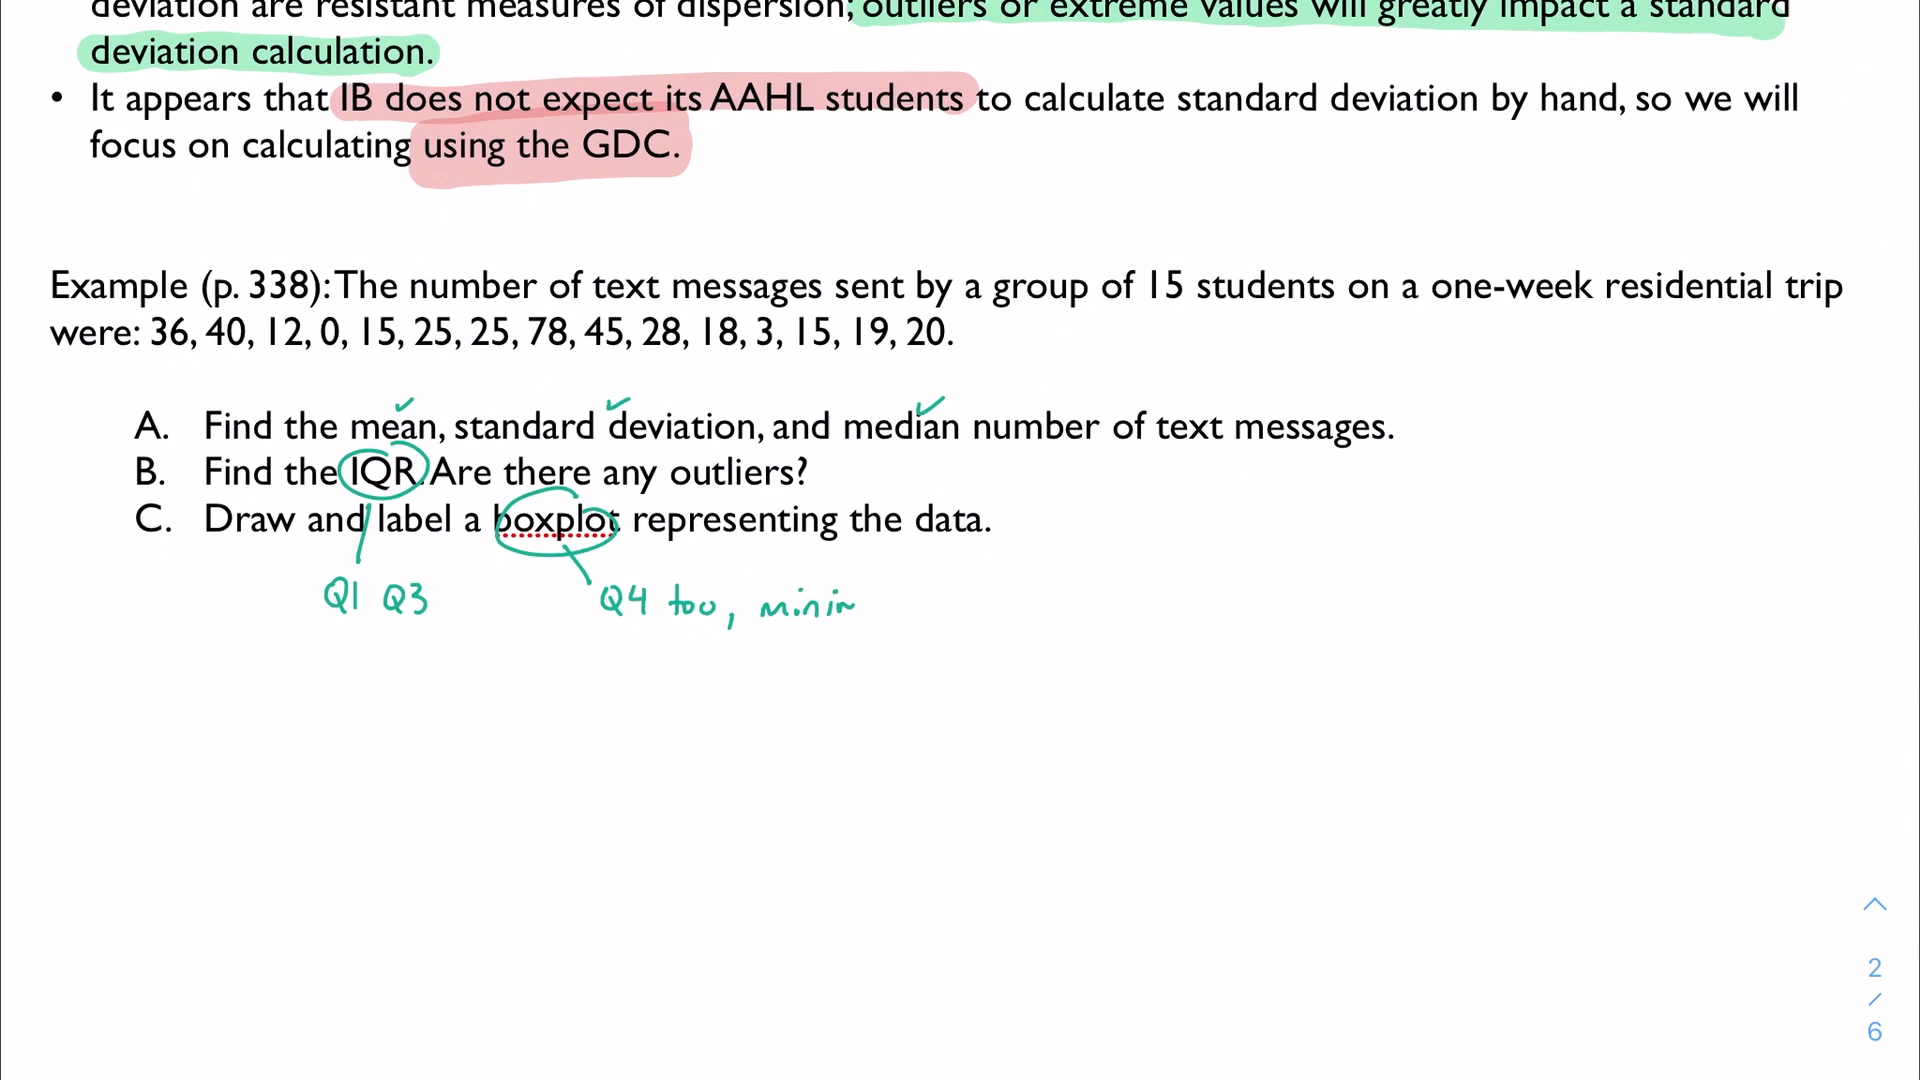 deviation are resistant measures of dispersion; outliers or extreme values will greatly impact a standard
deviation calculation.
• It appears that IB does not expect its AAHL students to calculate standard deviation by hand, so we will
focus on calculating using the GDC.
Example (p. 338): The number of text messages sent by a group of 15 students on a one-week residential trip
were: 36, 40, 12, 0, 15, 25, 25, 78, 45, 28, 18, 3, 15, 19, 20.
A. Find the mean, standard deviation, and median number of text messages.
B. Find the IQR. Are there any outliers?
C. Draw and label a boxplot representing the data.
Q1 Q3
Q4 too, minin
2
/
6